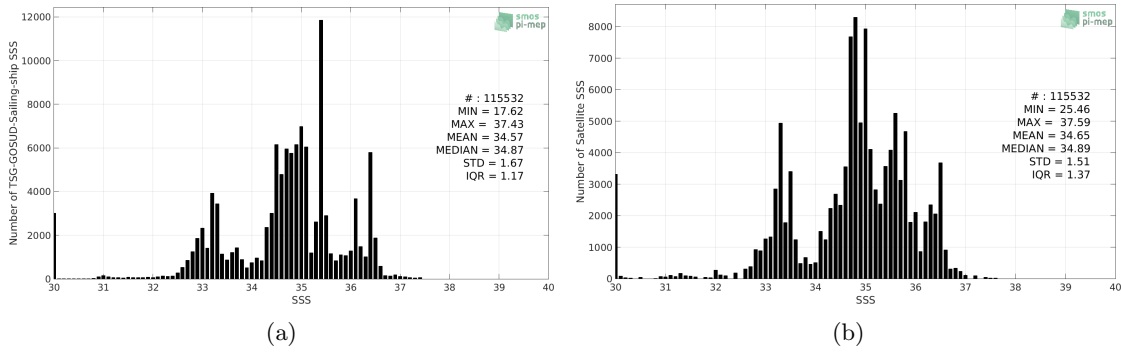 12000
10000
8000
6000
4000
2000
0
30 31 32 33 34 35 36 37 38 39 40
SSS
Number of TSG-GOSUD-Sailing-ship SSS
smos
pi-mep
# : 115532
MIN = 17.62
MAX = 37.43
MEAN = 34.57
MEDIAN = 34.87
STD = 1.67
IQR = 1.17
(a)
8000
7000
6000
5000
4000
3000
2000
1000
0
30 31 32 33 34 35 36 37 38 39 40
SSS
Number of Satellite SSS
smos
pi-mep
# : 115532
MIN = 25.46
MAX = 37.59
MEAN = 34.65
MEDIAN = 34.89
STD = 1.51
IQR = 1.37
(b)